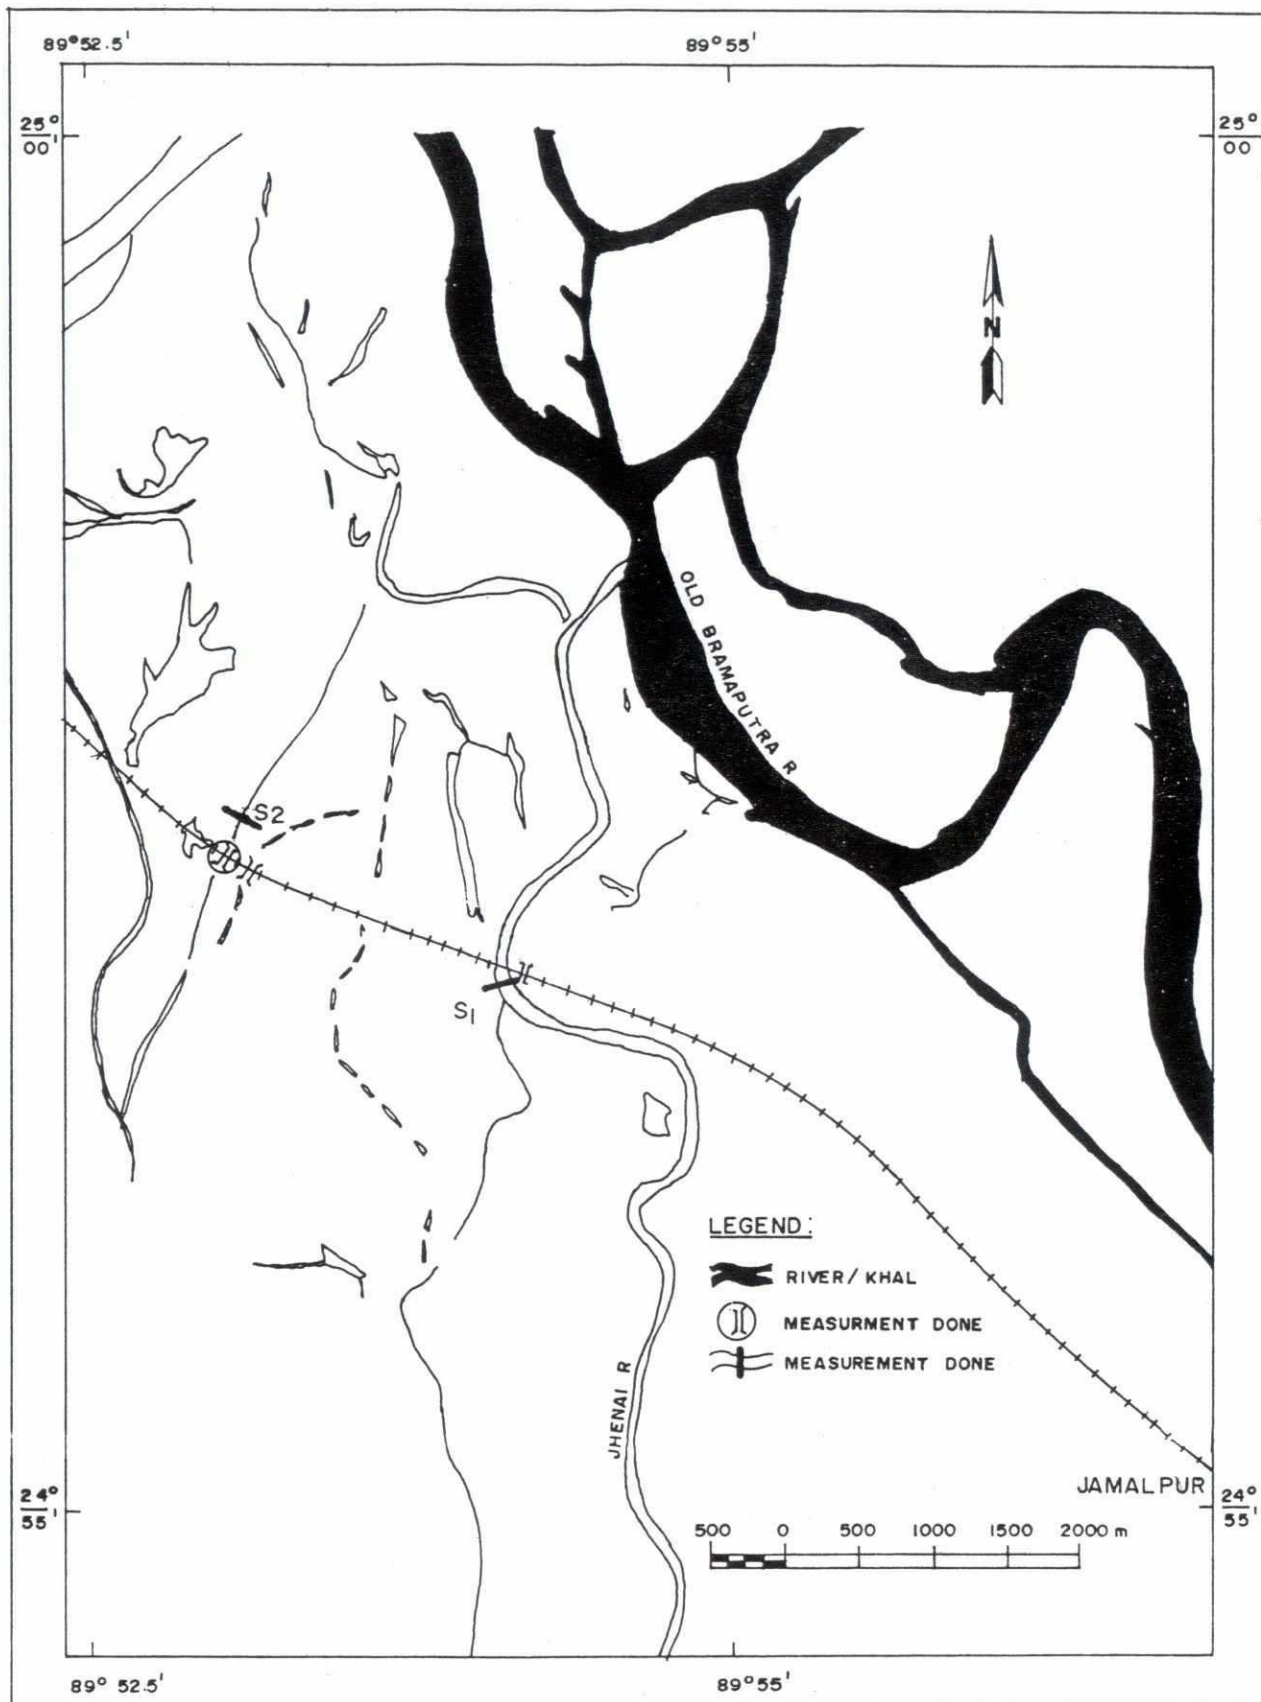 89° 52.5'
89° 55'
25°
00'
25°
00
N
OLD BRAMAPUTRA R
S2
S1
LEGEND:
RIVER/KHAL
MEASURMENT DONE
MEASUREMENT DONE
JHENAI R
JAMALPUR
24°
55'
24°
55'
500 0 500 1000 1500 2000 m
89° 52.5'
89° 55'